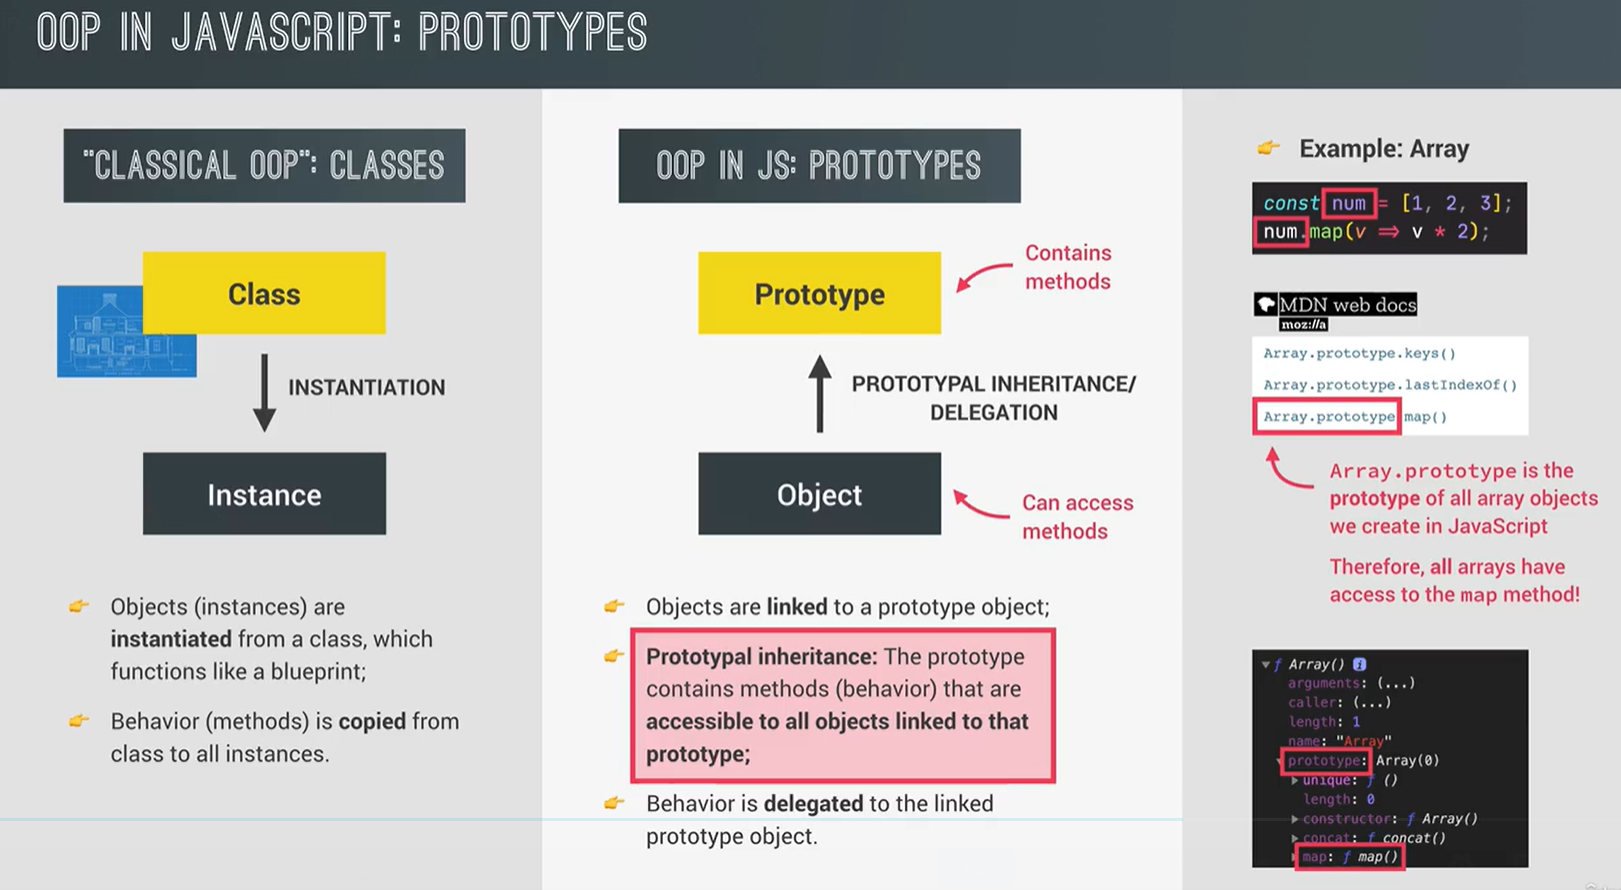 OOP IN JAVASCRIPT: PROTOTYPES
"CLASSICAL OOP": CLASSES
Class
INSTANTIATION
Instance
Objects (instances) are
instantiated from a class, which
functions like a blueprint;
Behavior (methods) is copied from
class to all instances.
OOP IN JS: PROTOTYPES
Prototype
Contains
methods
PROTOTYPAL INHERITANCE/
DELEGATION
Object
Can access
methods
Objects are linked to a prototype object;
Prototypal inheritance: The prototype
contains methods (behavior) that are
accessible to all objects linked to that
prototype;
Behavior is delegated to the linked
prototype object.
Example: Array
const num = [1, 2, 3];
num.map(v ⇒ v * 2);
MDN web docs
moz://a
Array.prototype.keys()
Array.prototype.lastIndexOf()
Array.prototype.map()
Array.prototype is the
prototype of all array objects
we create in JavaScript
Therefore, all arrays have
access to the map method!
ƒ Array() i
arguments: (...)
caller: (...)
length: 1
name: "Array"
prototype: Array(0)
unique: ƒ ()
length: 0
constructor: ƒ Array()
concat: ƒ concat()
map: ƒ map()